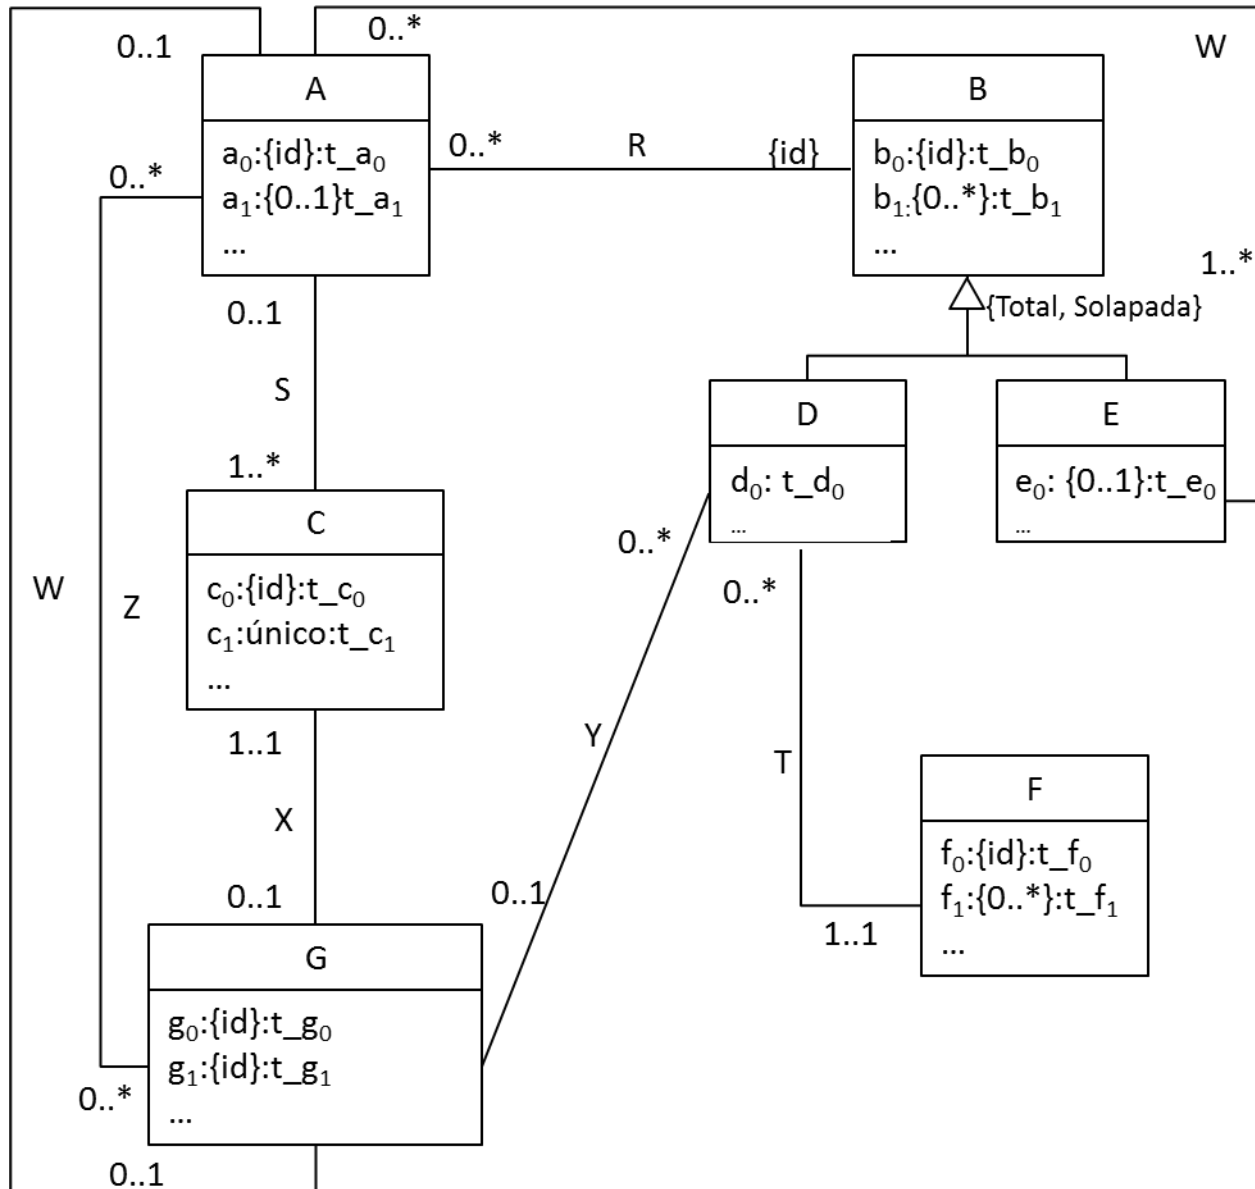 0..1
0..*
W
A
B
a₀:{id}:t_a₀
a₁:{0..1}t_a₁
...
0..*
R
{id}
b₀:{id}:t_b₀
b₁:{0..*}:t_b₁
...
0..*
1..*
0..1
{Total, Solapada}
S
D
E
1..*
d₀: t_d₀
...
e₀: {0..1}:t_e₀
...
C
0..*
0..*
W
Z
c₀:{id}:t_c₀
c₁:único:t_c₁
...
1..1
Y
T
X
F
f₀:{id}:t_f₀
f₁:{0..*}:t_f₁
...
0..1
0..1
1..1
G
g₀:{id}:t_g₀
g₁:{id}:t_g₁
...
0..*
0..1